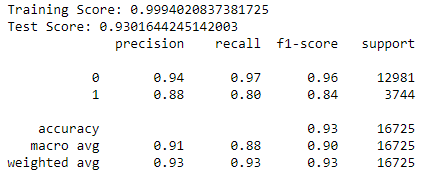 Training Score: 0.9994020837381725
Test Score: 0.9301644245142003
precision recall f1-score support
0 0.94 0.97 0.96 12981
1 0.88 0.80 0.84 3744
accuracy 0.93 16725
macro avg 0.91 0.88 0.90 16725
weighted avg 0.93 0.93 0.93 16725